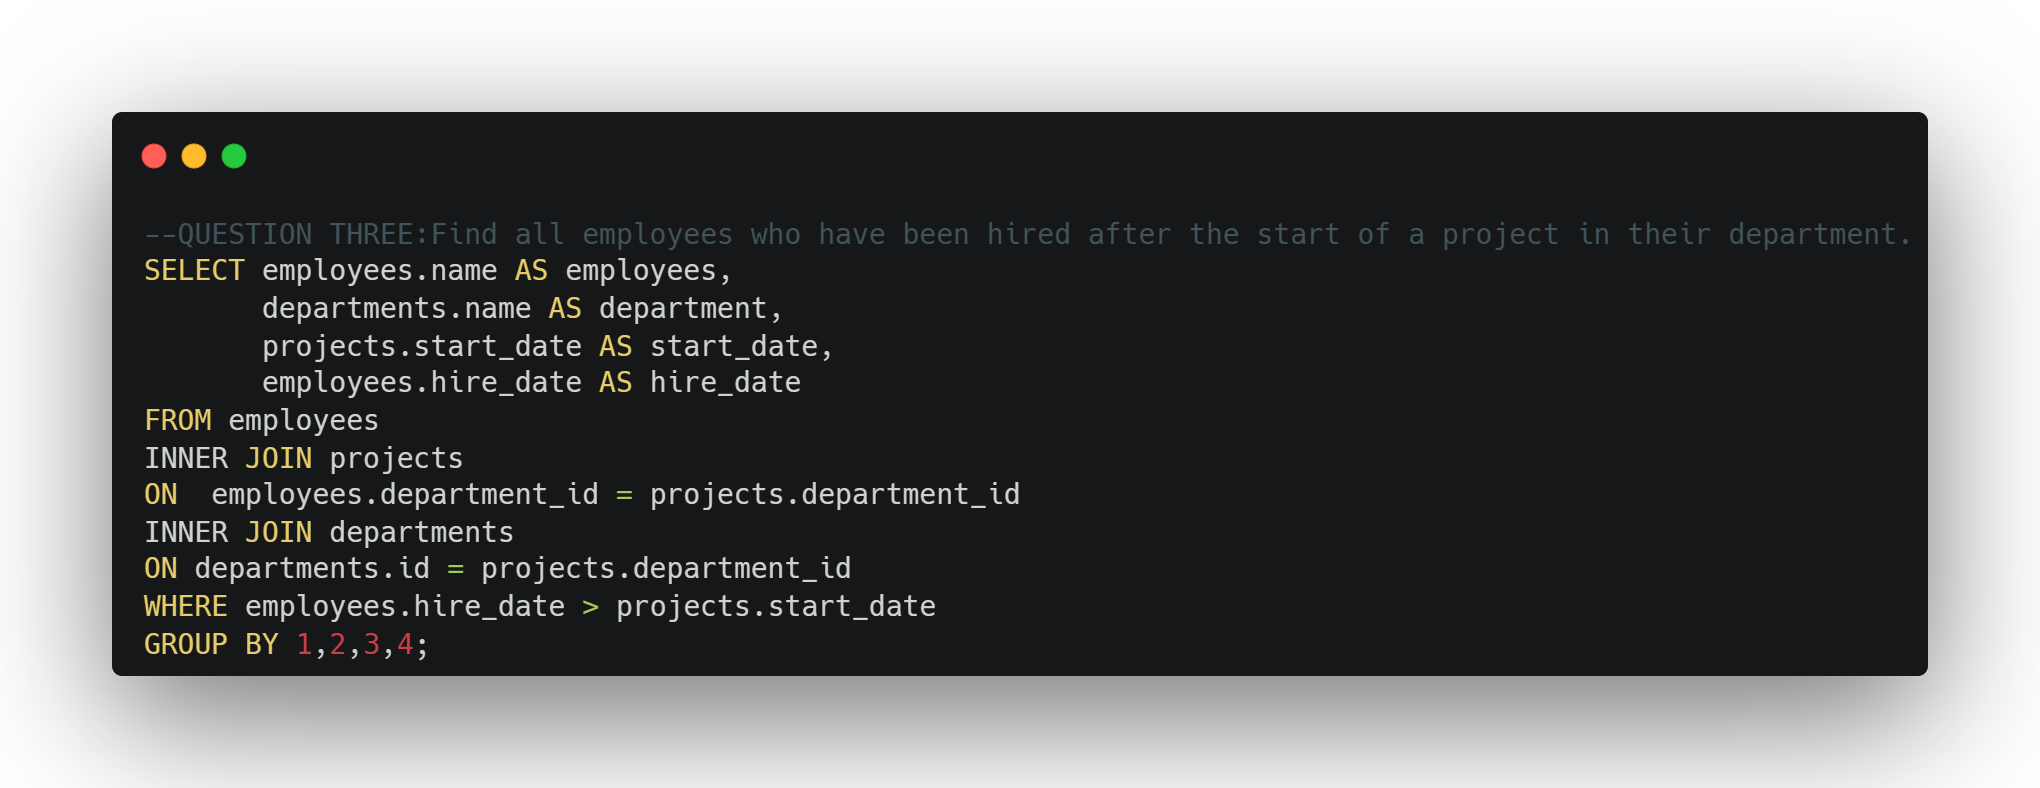 --QUESTION THREE:Find all employees who have been hired after the start of a project in their department.
SELECT employees.name AS employees,
       departments.name AS department,
       projects.start_date AS start_date,
       employees.hire_date AS hire_date
FROM employees
INNER JOIN projects
ON  employees.department_id = projects.department_id
INNER JOIN departments
ON departments.id = projects.department_id
WHERE employees.hire_date > projects.start_date
GROUP BY 1,2,3,4;